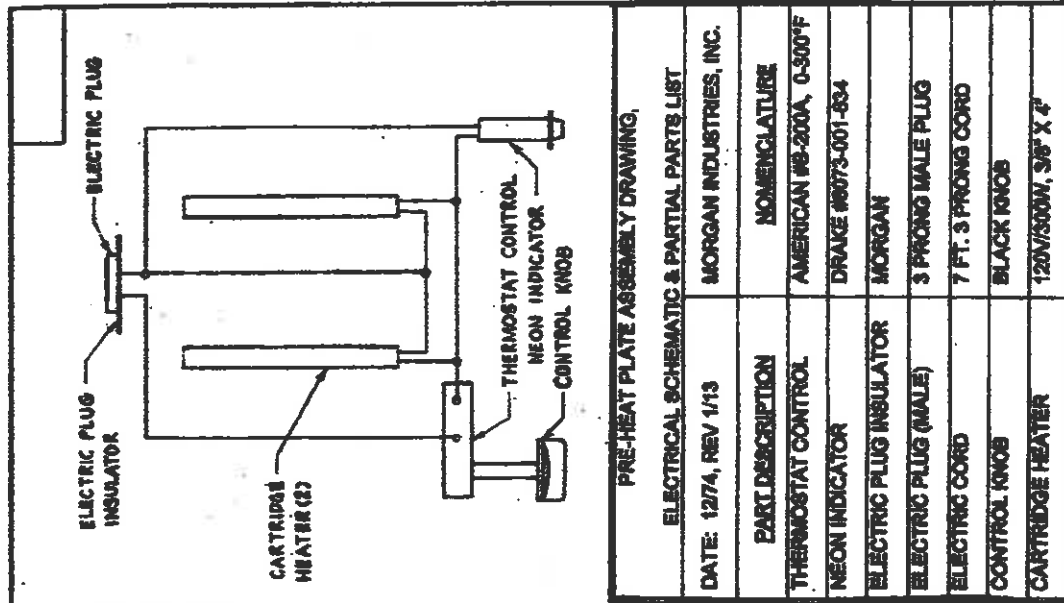 ELECTRIC PLUG
ELECTRIC PLUG
INSULATOR
CARTRIDGE
HEATER (2)
THERMOSTAT CONTROL
NEON INDICATOR
CONTROL KNOB
PRE-HEAT PLATE ASSEMBLY DRAWING,
ELECTRICAL SCHEMATIC & PARTIAL PARTS LIST
DATE: 12/74, REV 1/13 MORGAN INDUSTRIES, INC.
PART DESCRIPTION NOMENCLATURE
THERMOSTAT CONTROL AMERICAN #B-200A, 0-300°F
NEON INDICATOR DRAKE #6073-001-634
ELECTRIC PLUG INSULATOR MORGAN
ELECTRIC PLUG (MALE) 3 PRONG MALE PLUG
ELECTRIC CORD 7 FT. 3 PRONG CORD
CONTROL KNOB BLACK KNOB
CARTRIDGE HEATER 120V/300W, 3/8" X 4"